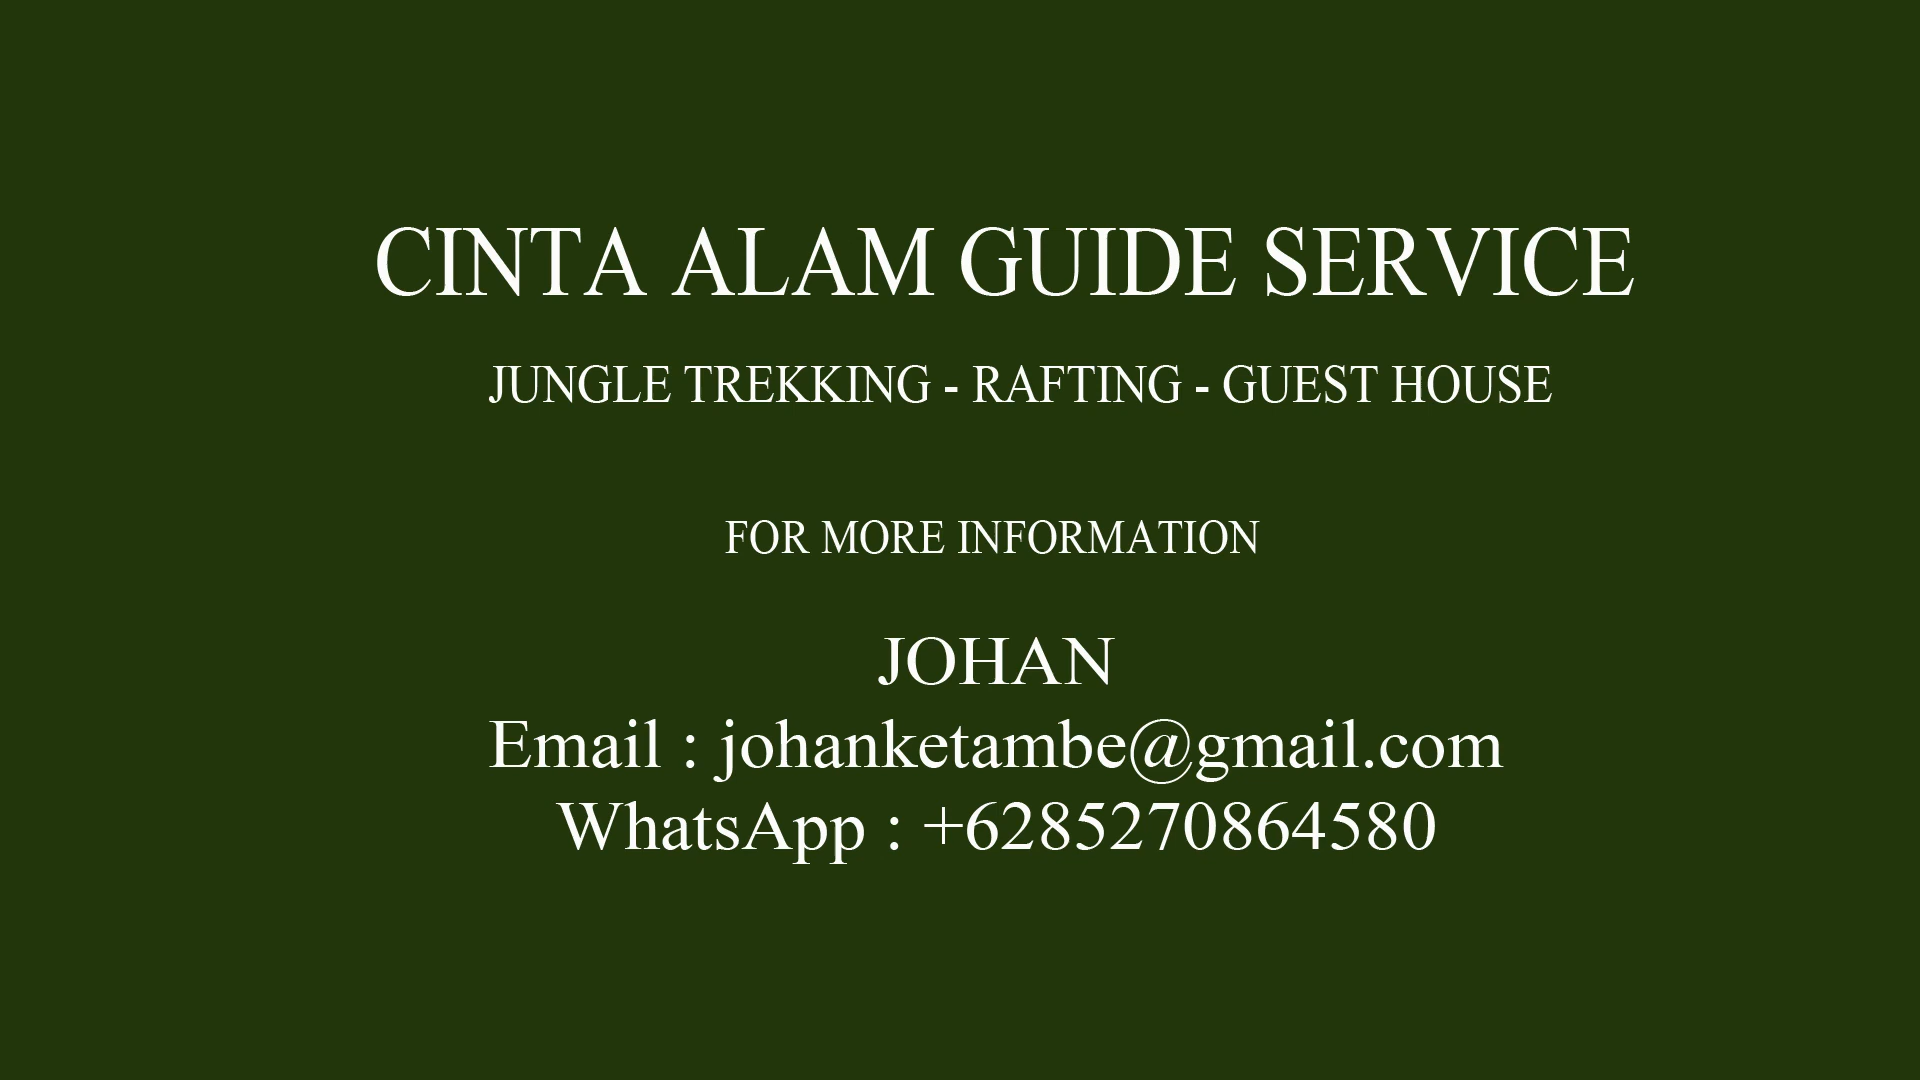 CINTA ALAM GUIDE SERVICE
JUNGLE TREKKING - RAFTING - GUEST HOUSE
FOR MORE INFORMATION
JOHAN
Email : johanketambe@gmail.com
WhatsApp : +6285270864580